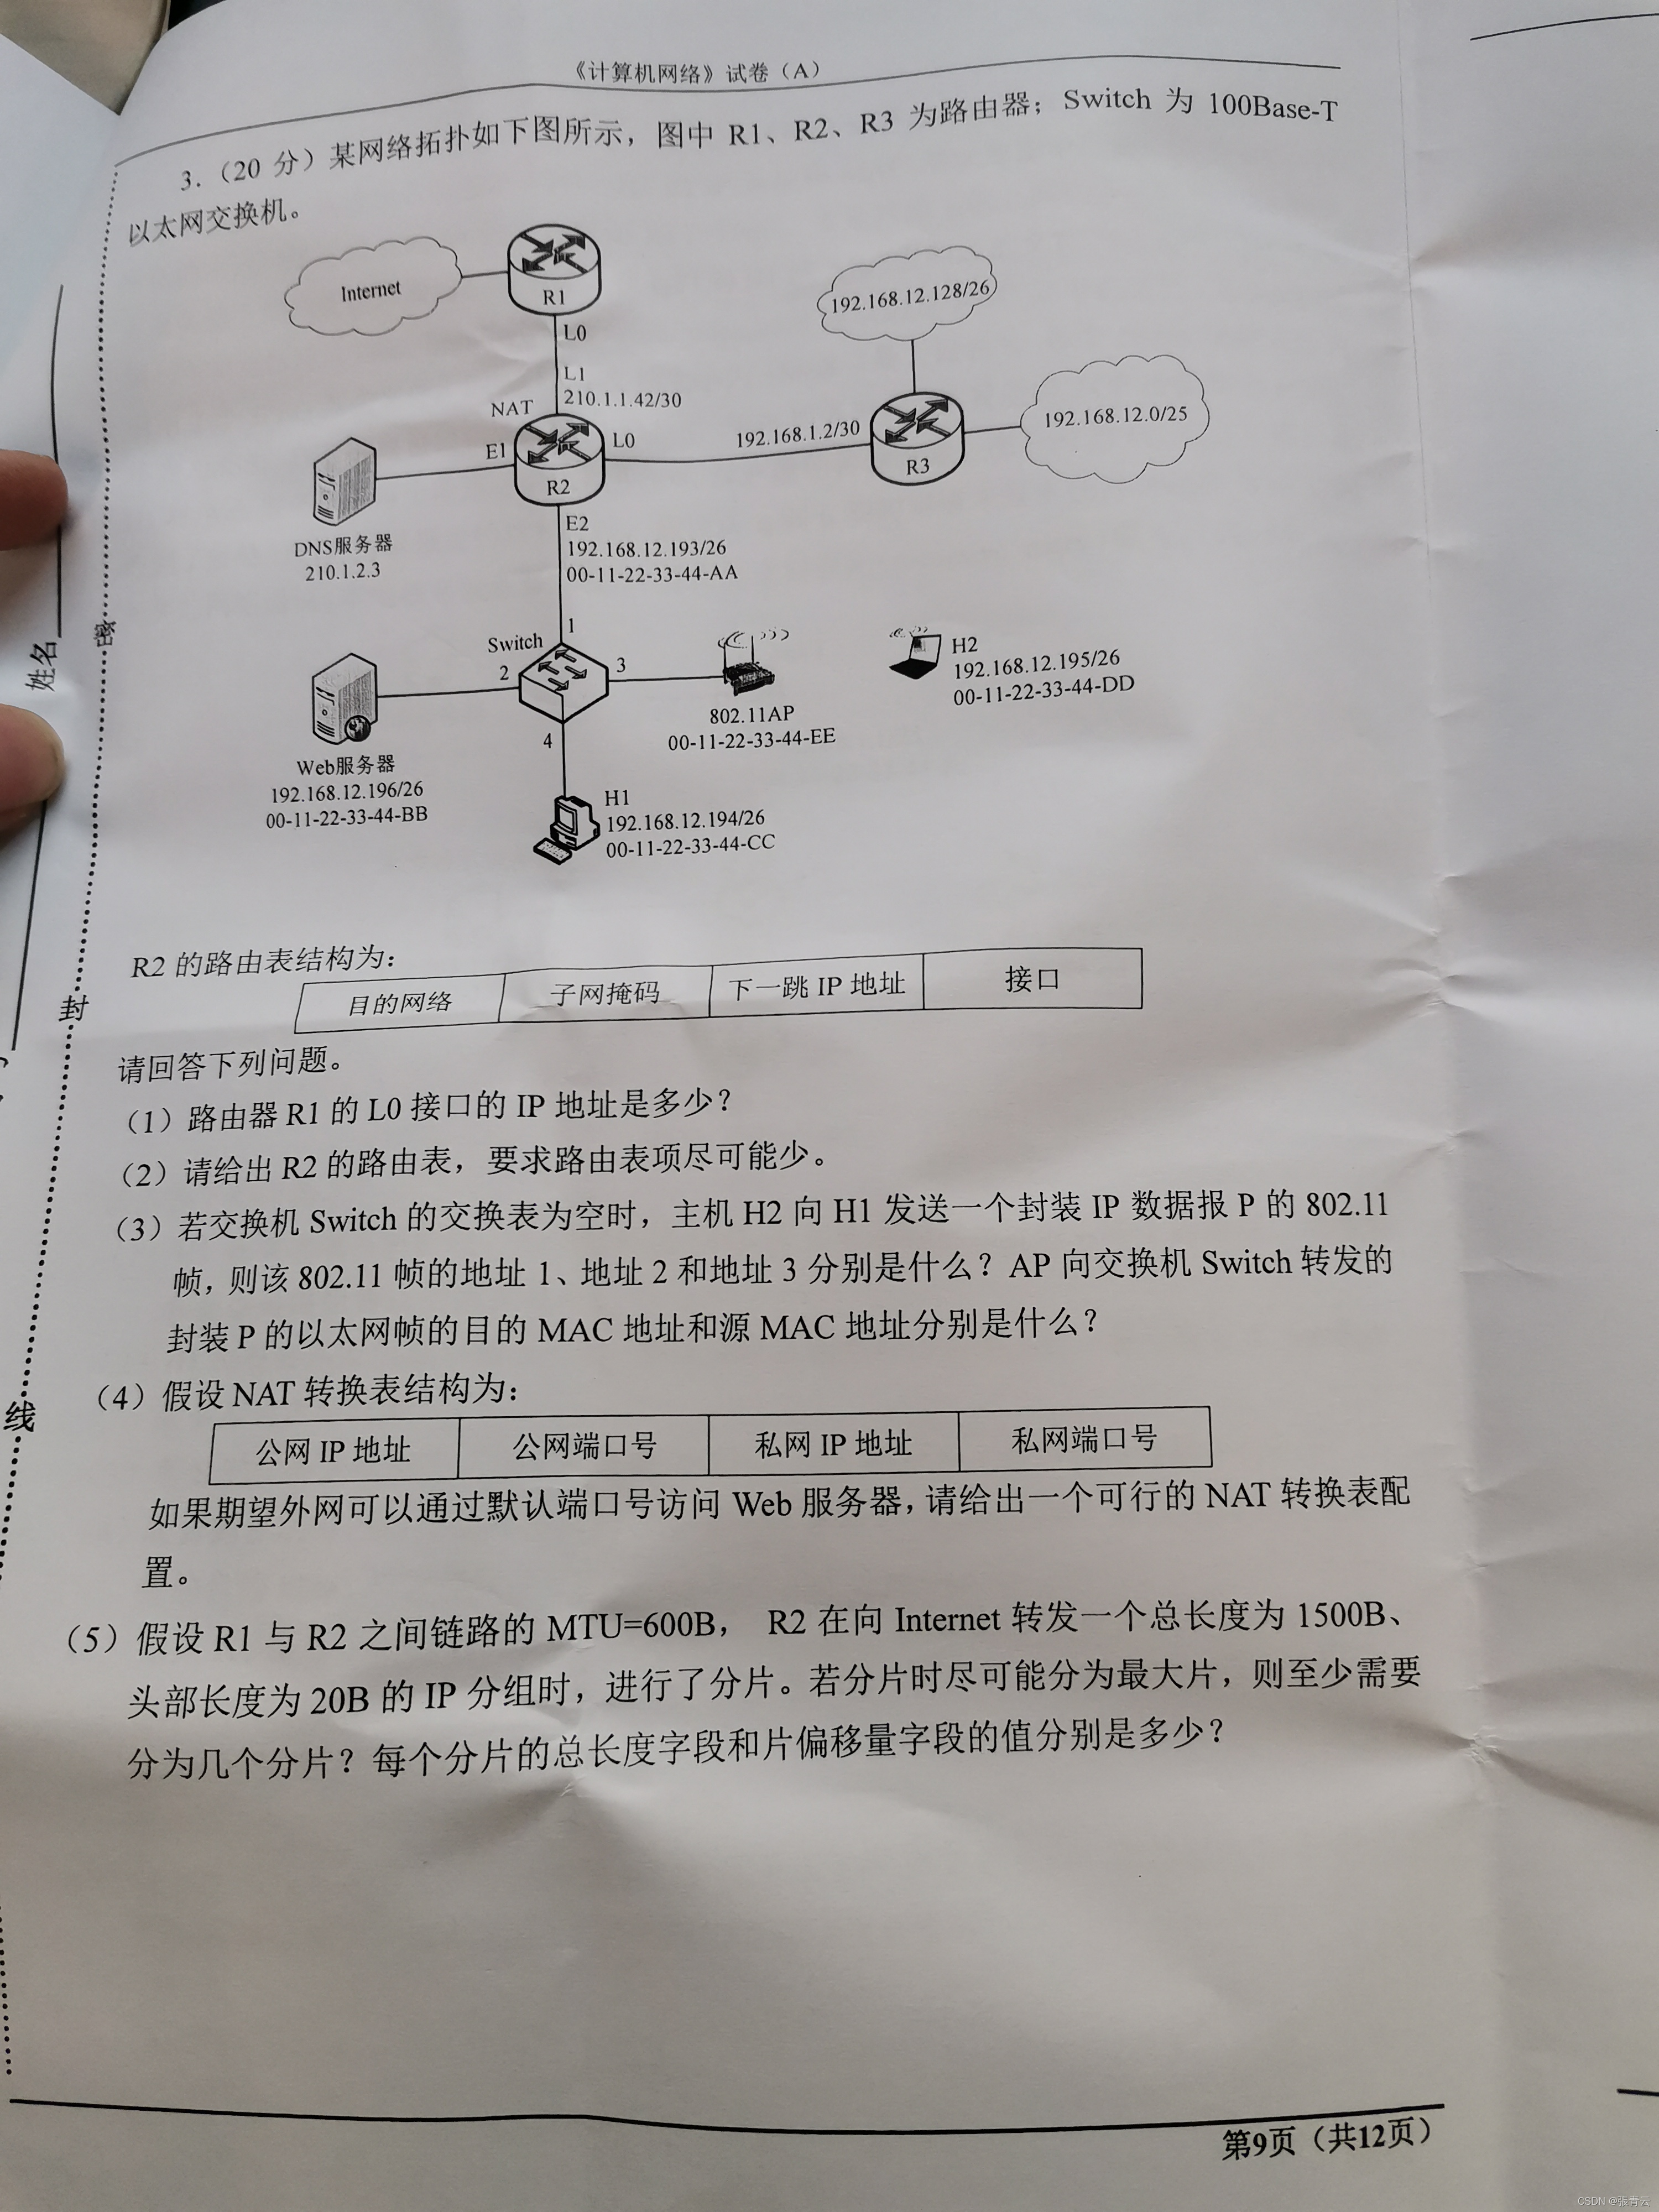 《计算机网络》试卷（A）
3.（20 分）某网络拓扑如下图所示，图中 R1、R2、R3 为路由器；Switch 为 100Base-T
以太网交换机。
Internet
R1
L0
192.168.12.128/26
L1
210.1.1.42/30
NAT
E1
L0
192.168.1.2/30
192.168.12.0/25
R2
R3
DNS服务器
210.1.2.3
E2
192.168.12.193/26
00-11-22-33-44-AA
Switch
1
2
3
4
802.11AP
00-11-22-33-44-EE
H2
192.168.12.195/26
00-11-22-33-44-DD
Web服务器
192.168.12.196/26
00-11-22-33-44-BB
H1
192.168.12.194/26
00-11-22-33-44-CC
R2 的路由表结构为：
目的网络 子网掩码 下一跳 IP 地址 接口
请回答下列问题。
（1）路由器 R1 的 L0 接口的 IP 地址是多少？
（2）请给出 R2 的路由表，要求路由表项尽可能少。
（3）若交换机 Switch 的交换表为空时，主机 H2 向 H1 发送一个封装 IP 数据报 P 的 802.11
帧，则该 802.11 帧的地址 1、地址 2 和地址 3 分别是什么？AP 向交换机 Switch 转发的
封装 P 的以太网帧的目的 MAC 地址和源 MAC 地址分别是什么？
（4）假设 NAT 转换表结构为：
公网 IP 地址 公网端口号 私网 IP 地址 私网端口号
如果期望外网可以通过默认端口号访问 Web 服务器，请给出一个可行的 NAT 转换表配
置。
（5）假设 R1 与 R2 之间链路的 MTU=600B， R2 在向 Internet 转发一个总长度为 1500B、
头部长度为 20B 的 IP 分组时，进行了分片。若分片时尽可能分为最大片，则至少需要
分为几个分片？每个分片的总长度字段和片偏移量字段的值分别是多少？
第9页（共12页）
姓名
密
封
线
CSDN @张青云